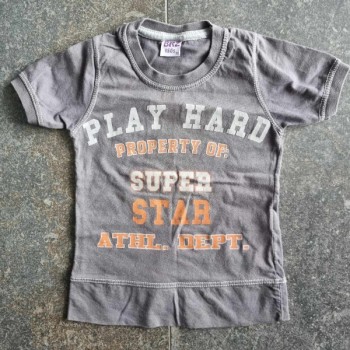 PLAY HARD
PROPERTY OF:
SUPER
STAR
ATHL. DEPT.